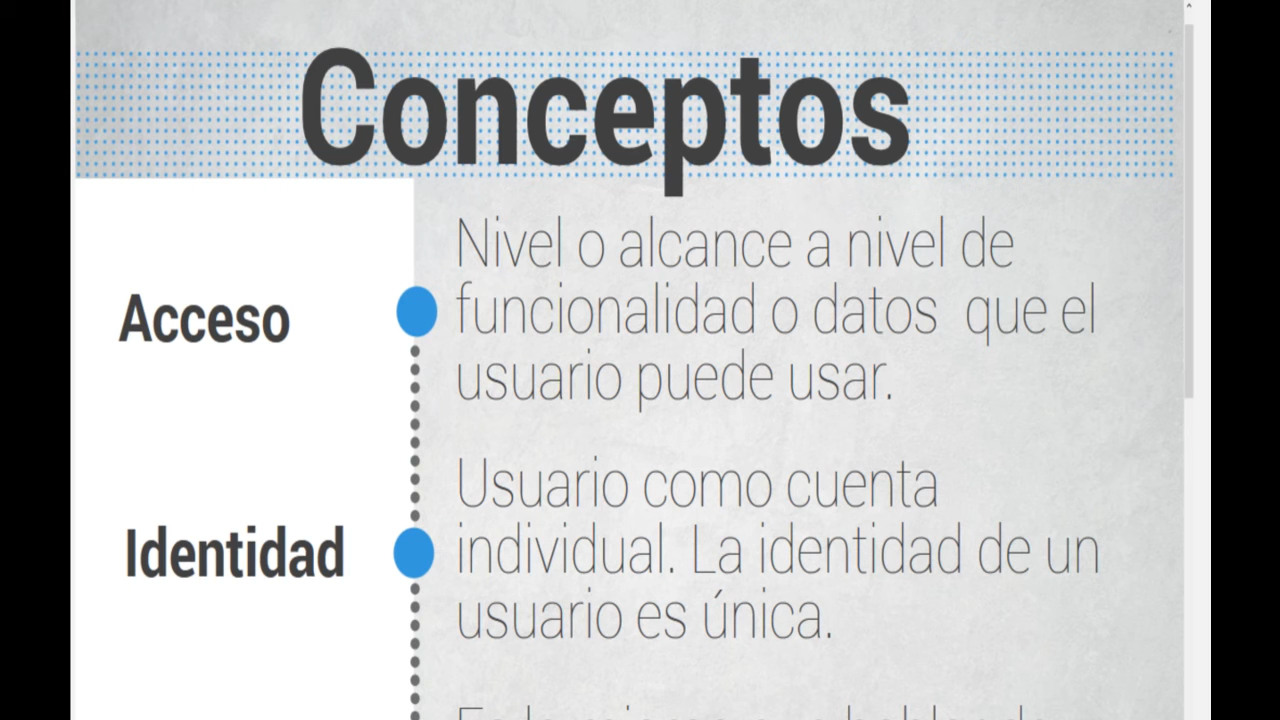 Conceptos
Acceso
Nivel o alcance a nivel de
funcionalidad o datos  que el
usuario puede usar.
Identidad
Usuario como cuenta
individual. La identidad de un
usuario es única.